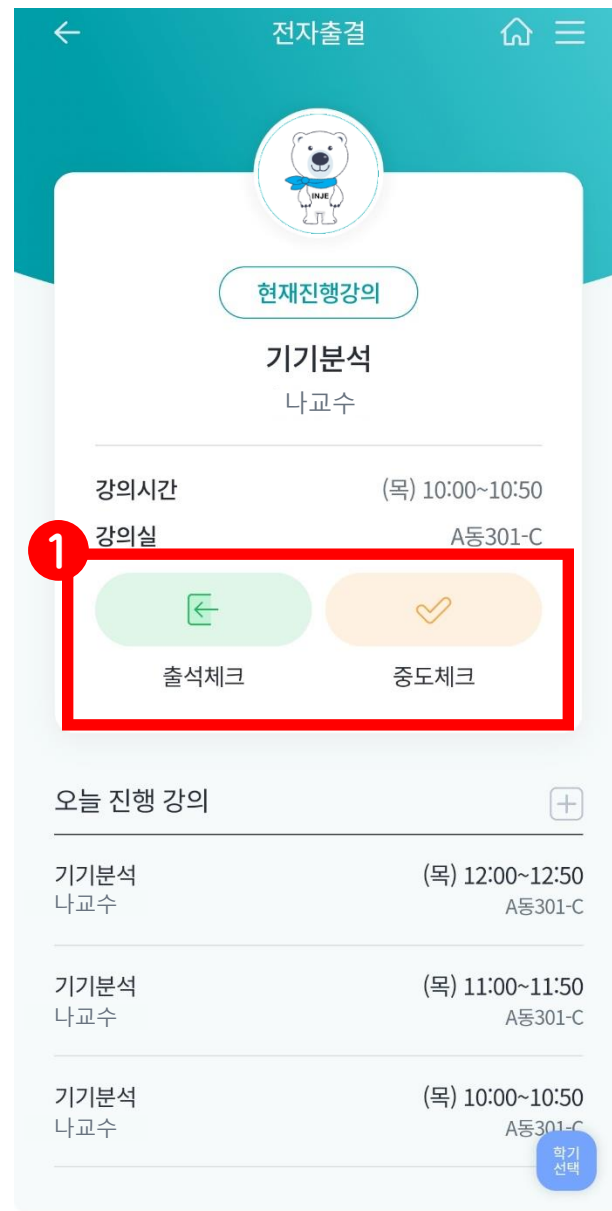 전자출결
INJE
현재진행강의
기기분석
나교수
강의시간 (목) 10:00~10:50
강의실 A동301-C
1
출석체크 중도체크
오늘 진행 강의
기기분석 (목) 12:00~12:50
나교수 A동301-C
기기분석 (목) 11:00~11:50
나교수 A동301-C
기기분석 (목) 10:00~10:50
나교수 A동301-C
학기
선택